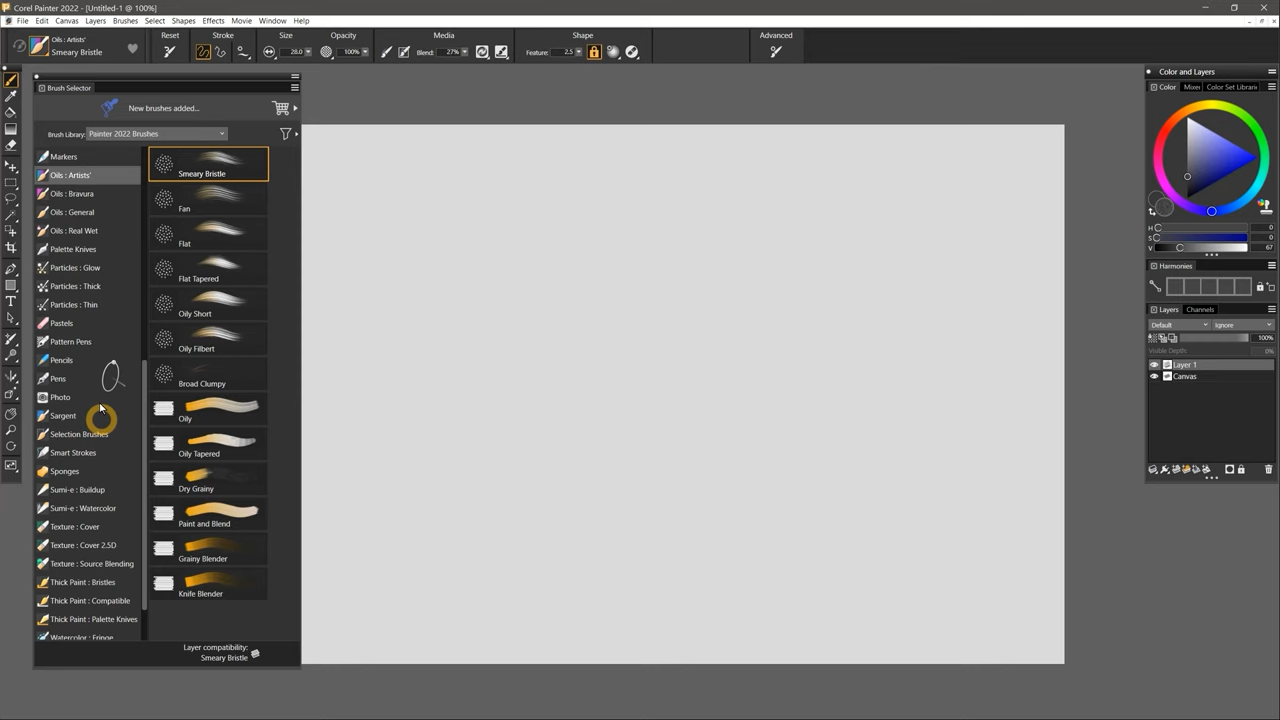 Corel Painter 2022 - [Untitled-1 @ 100%]
File Edit Canvas Layers Brushes Select Shapes Effects Movie Window Help
Oils : Artists'
Smeary Bristle
Reset
Stroke
Size
28.0
Opacity
100%
Media
Blend: 27%
Shape
Feature: 2.5
Advanced
Brush Selector
New brushes added...
Brush Library: Painter 2022 Brushes
Markers
Oils : Artists'
Oils : Bravura
Oils : General
Oils : Real Wet
Palette Knives
Particles : Glow
Particles : Thick
Particles : Thin
Pastels
Pattern Pens
Pencils
Pens
Photo
Sargent
Selection Brushes
Smart Strokes
Sponges
Sumi-e : Buildup
Sumi-e : Watercolor
Texture : Cover
Texture : Cover 2.5D
Texture : Source Blending
Thick Paint : Bristles
Thick Paint : Compatible
Thick Paint : Palette Knives
Watercolor : Fringe
Smeary Bristle
Fan
Flat
Flat Tapered
Oily Short
Oily Filbert
Broad Clumpy
Oily
Oily Tapered
Dry Grainy
Paint and Blend
Grainy Blender
Knife Blender
Layer compatibility:
Smeary Bristle
Color and Layers
Color Mixer Color Set Librarie
H 0
S 0
V 67
Harmonies
Layers Channels
Default Ignore
100%
Visible Depth: 0%
Layer 1
Canvas